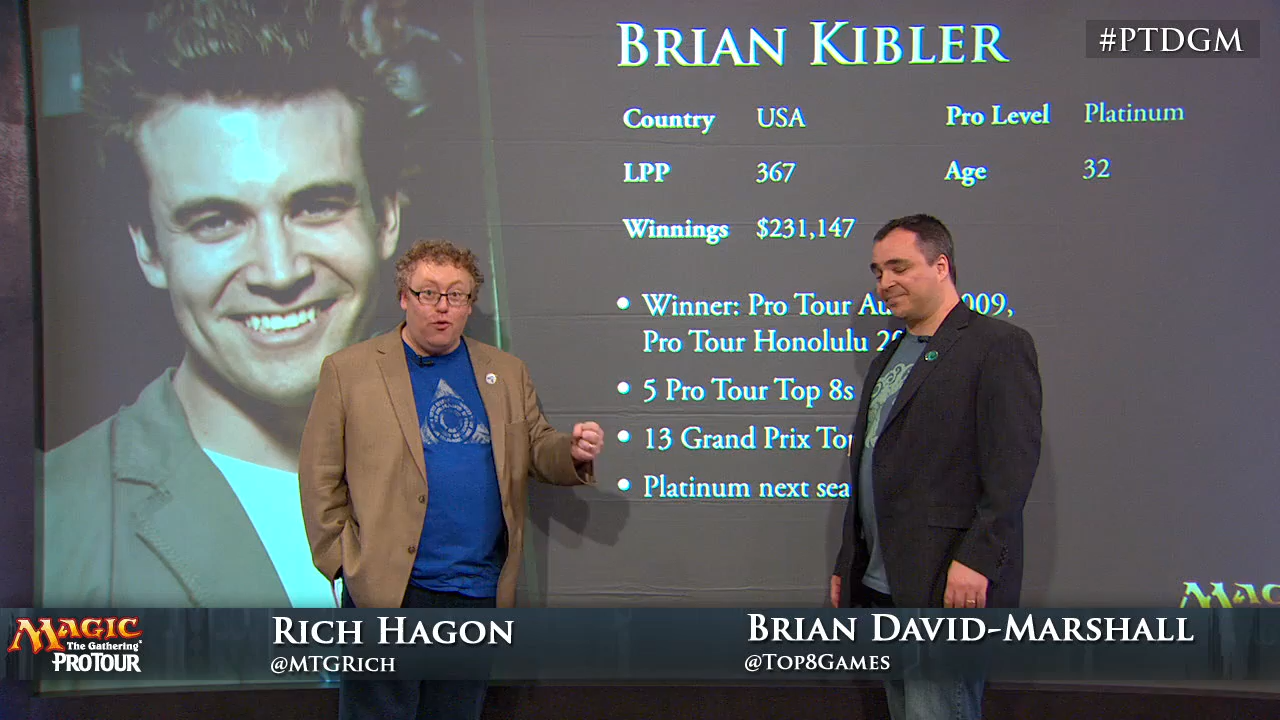 BRIAN KIBLER
#PTDGM
Country USA Pro Level Platinum
LPP 367 Age 32
Winnings $231,147
• Winner: Pro Tour 009,
Pro Tour Honolulu
• 5 Pro Tour Top 8s
• 13 Grand Prix
• Platinum next
MAGIC
The Gathering
PROTOUR
RICH HAGON
@MTGRICH
BRIAN DAVID-MARSHALL
@TOP8GAMES